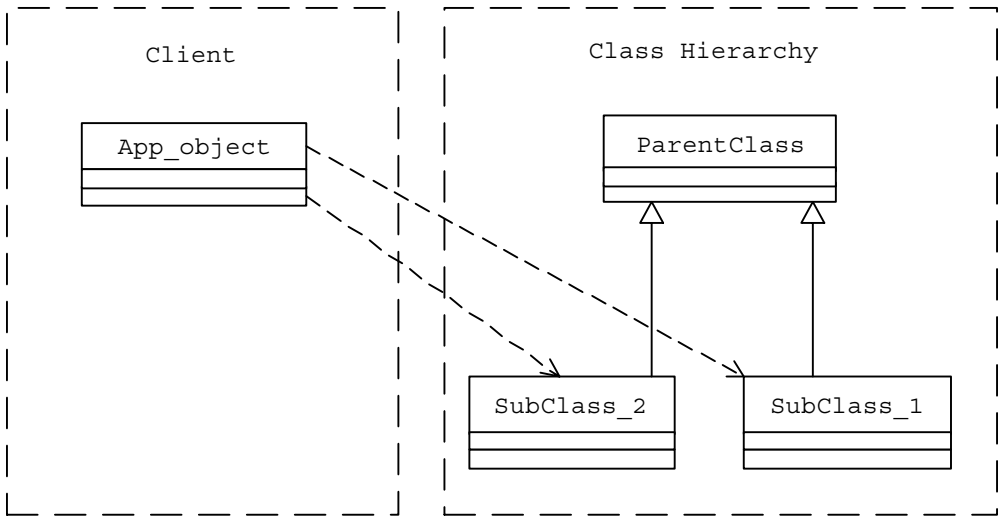 Client
Class Hierarchy
App_object
ParentClass
SubClass_2
SubClass_1